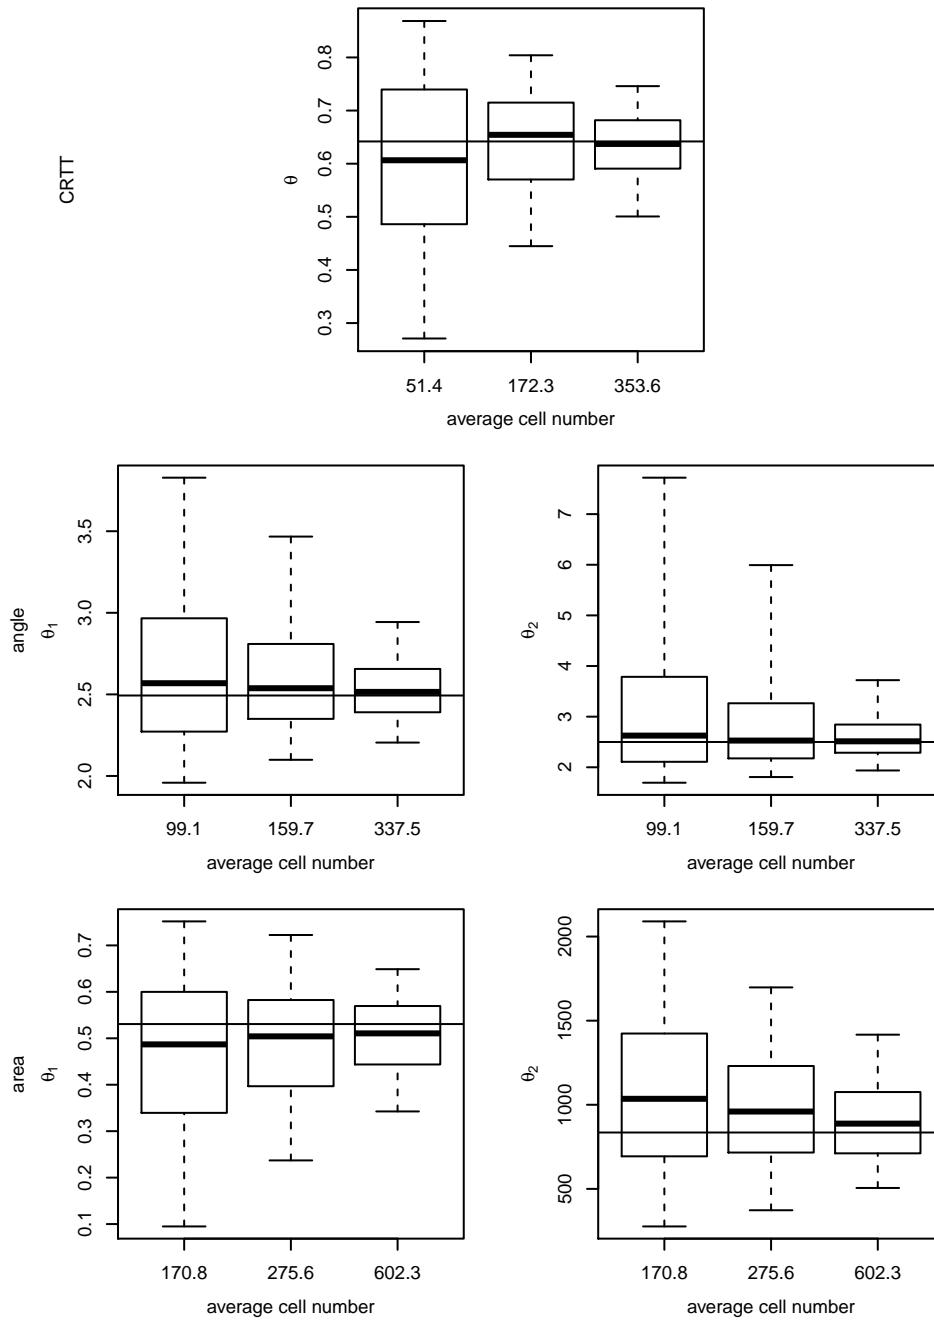 CRTT
θ
0.3 0.4 0.5 0.6 0.7 0.8
51.4 172.3 353.6
average cell number
angle
θ1
2.0 2.5 3.0 3.5
99.1 159.7 337.5
average cell number
θ2
2 3 4 5 6 7
99.1 159.7 337.5
average cell number
area
θ1
0.1 0.2 0.3 0.4 0.5 0.6 0.7
170.8 275.6 602.3
average cell number
θ2
500 1000 1500 2000
170.8 275.6 602.3
average cell number